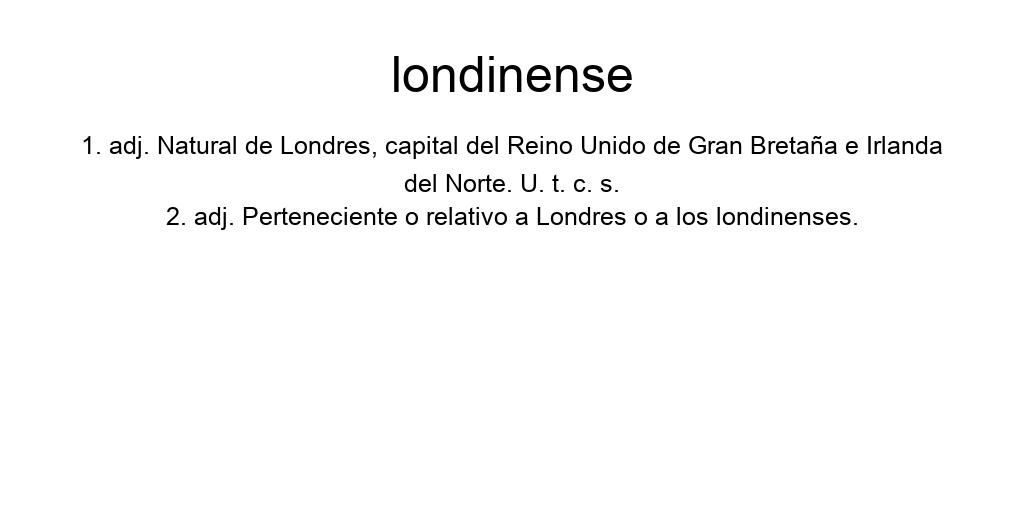 londinense
1. adj. Natural de Londres, capital del Reino Unido de Gran Bretaña e Irlanda
del Norte. U. t. c. s.
2. adj. Perteneciente o relativo a Londres o a los londinenses.